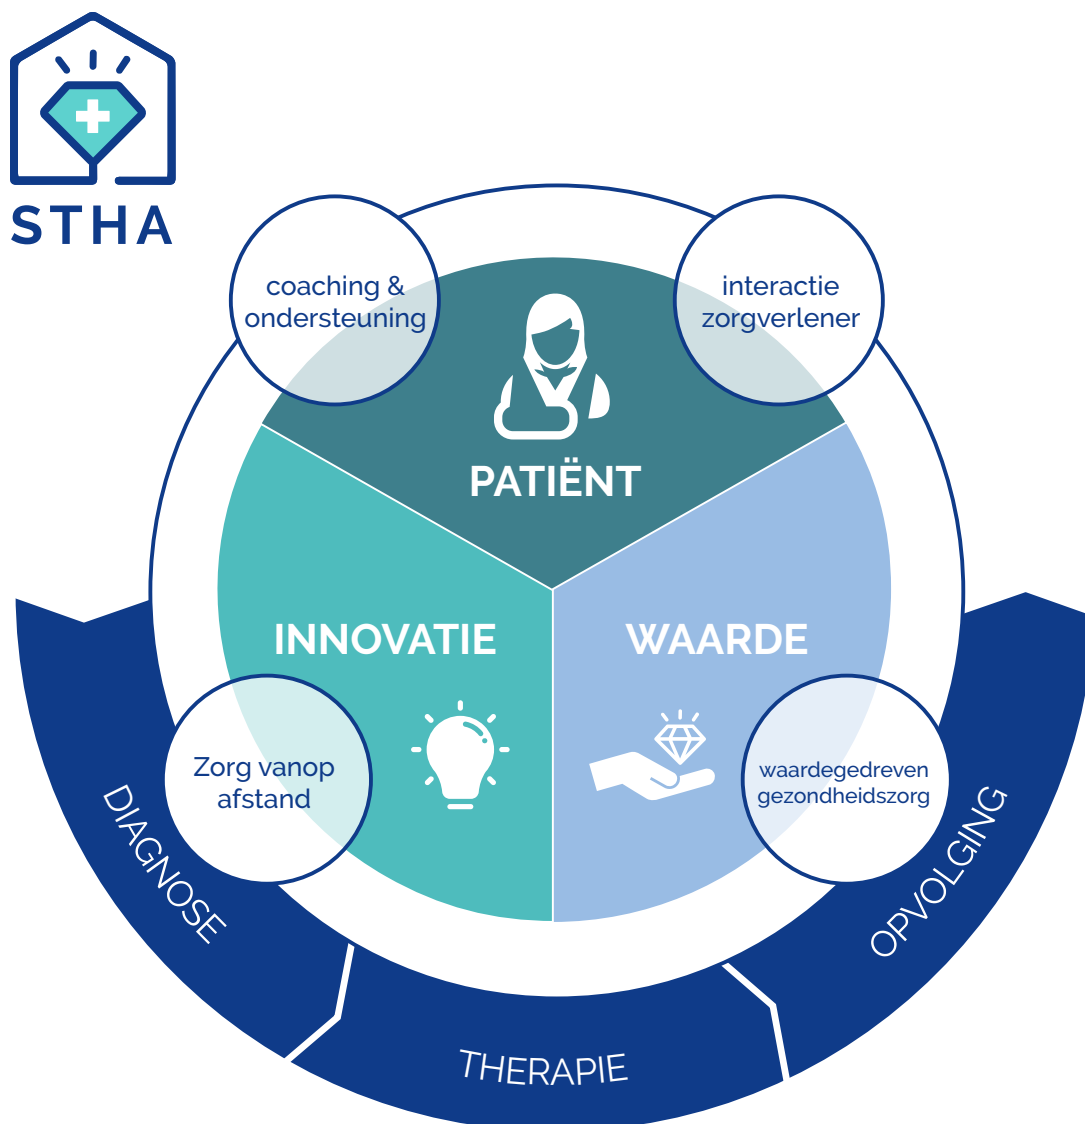 STHA
coaching &
ondersteuning
interactie
zorgverlener
PATIËNT
INNOVATIE
WAARDE
Zorg vanop
afstand
waardegedreven
gezondheidszorg
DIAGNOSE
THERAPIE
OPVOLGING